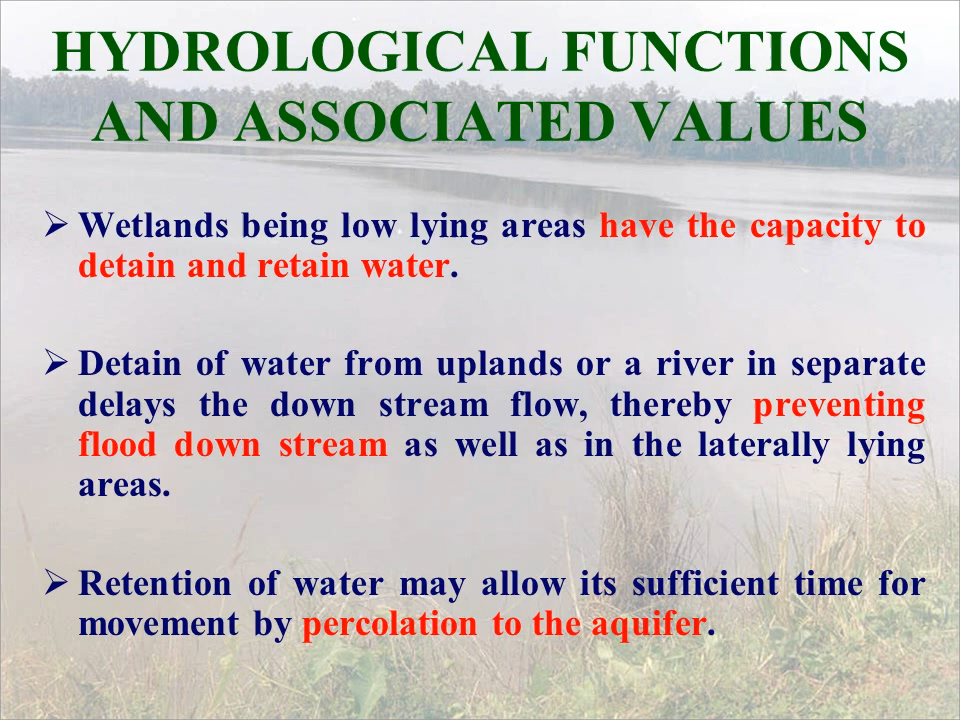 HYDROLOGICAL FUNCTIONS
AND ASSOCIATED VALUES
➢ Wetlands being low lying areas have the capacity to
detain and retain water.
➢ Detain of water from uplands or a river in separate
delays the down stream flow, thereby preventing
flood down stream as well as in the laterally lying
areas.
➢ Retention of water may allow its sufficient time for
movement by percolation to the aquifer.